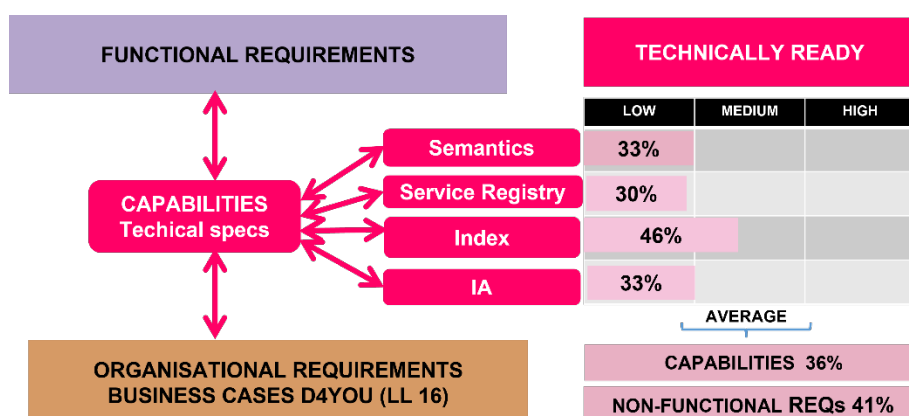 FUNCTIONAL REQUIREMENTS
TECHNICALLY READY
LOW MEDIUM HIGH
Semantics 33%
Service Registry 30%
CAPABILITIES
Techical specs
Index 46%
IA 33%
AVERAGE
ORGANISATIONAL REQUIREMENTS
BUSINESS CASES D4YOU (LL 16)
CAPABILITIES 36%
NON-FUNCTIONAL REQs 41%